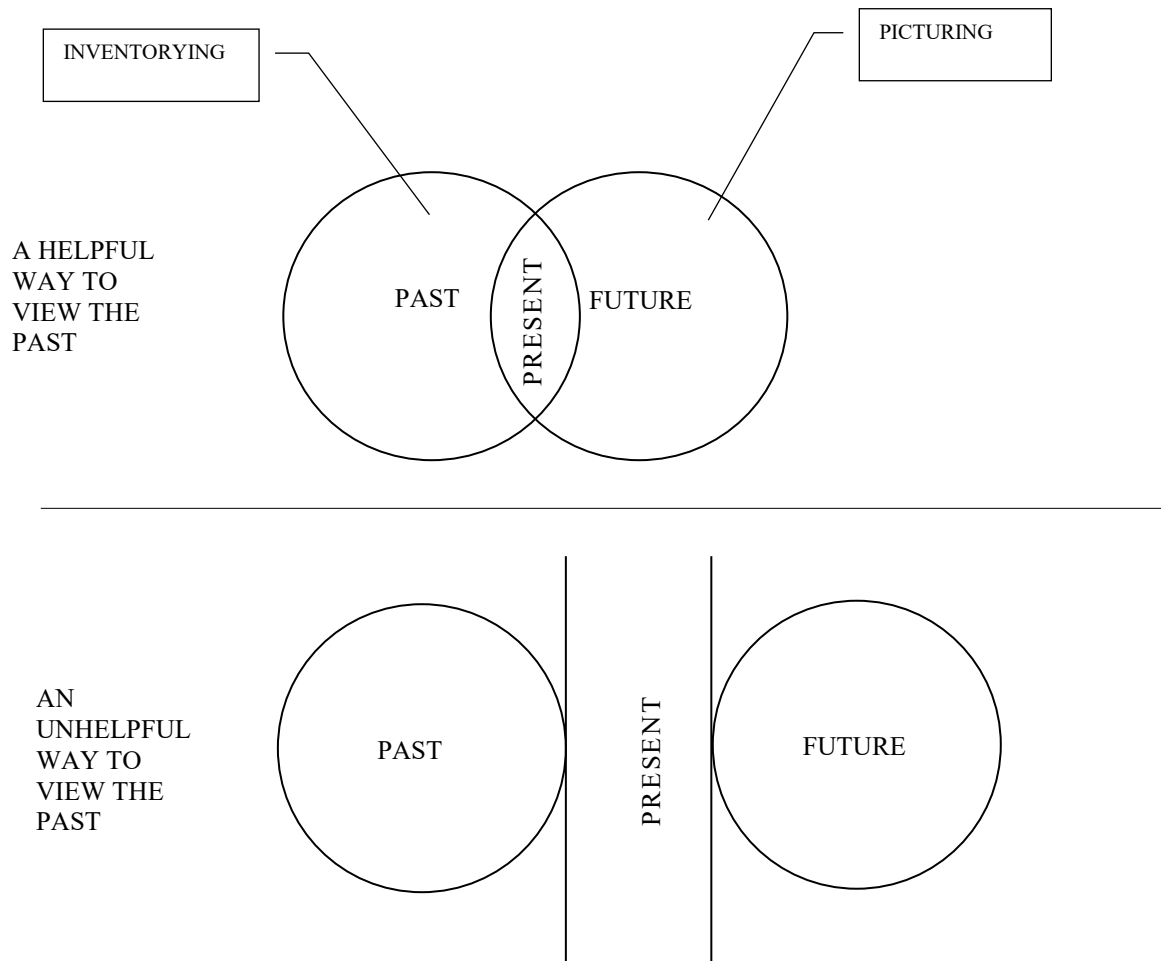 INVENTORYING
PICTURING
A HELPFUL
WAY TO
VIEW THE
PAST
PAST
PRESENT
FUTURE
AN
UNHELPFUL
WAY TO
VIEW THE
PAST
PAST
PRESENT
FUTURE